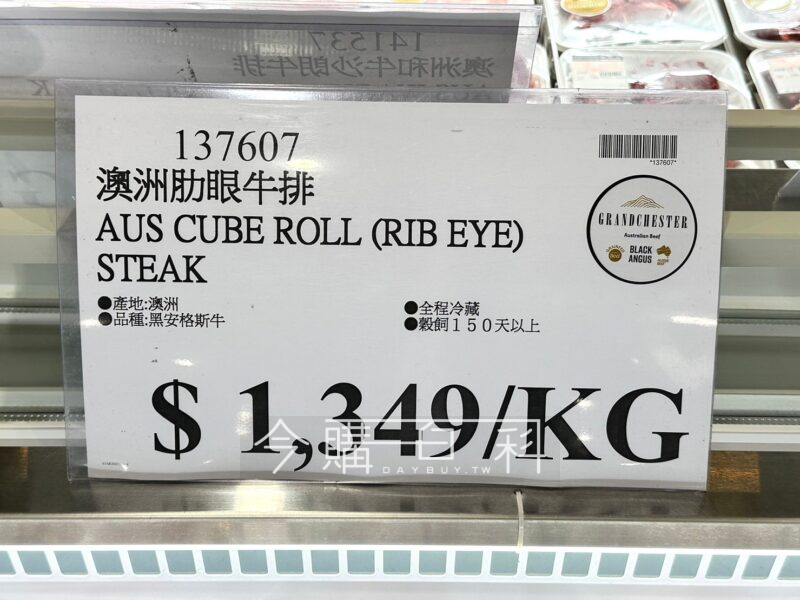 141537
澳洲和牛沙朗牛排
137607
*137607*
澳洲肋眼牛排
AUS CUBE ROLL (RIB EYE)
STEAK
GRANDCHESTER
Australian Beef
BLACK
ANGUS
●產地:澳洲
●品種:黑安格斯牛
●全程冷藏
●穀飼150天以上
$ 1,349/KG
今購百科
DAYBUY.TW